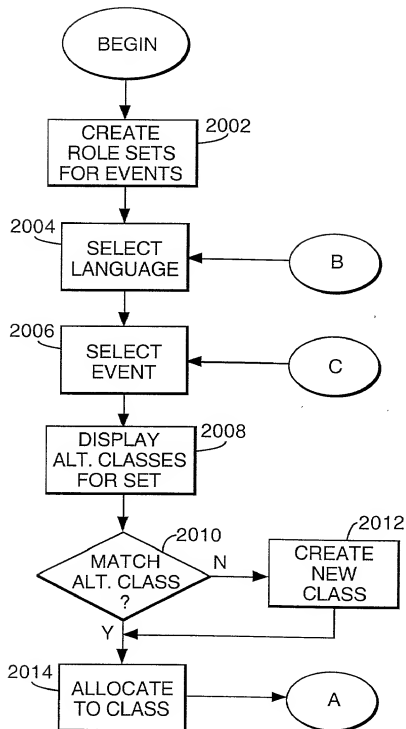 BEGIN
2002
CREATE
ROLE SETS
FOR EVENTS
2004
SELECT
LANGUAGE
B
2006
SELECT
EVENT
C
2008
DISPLAY
ALT. CLASSES
FOR SET
2010
MATCH
ALT. CLASS
?
N
2012
CREATE
NEW
CLASS
Y
2014
ALLOCATE
TO CLASS
A